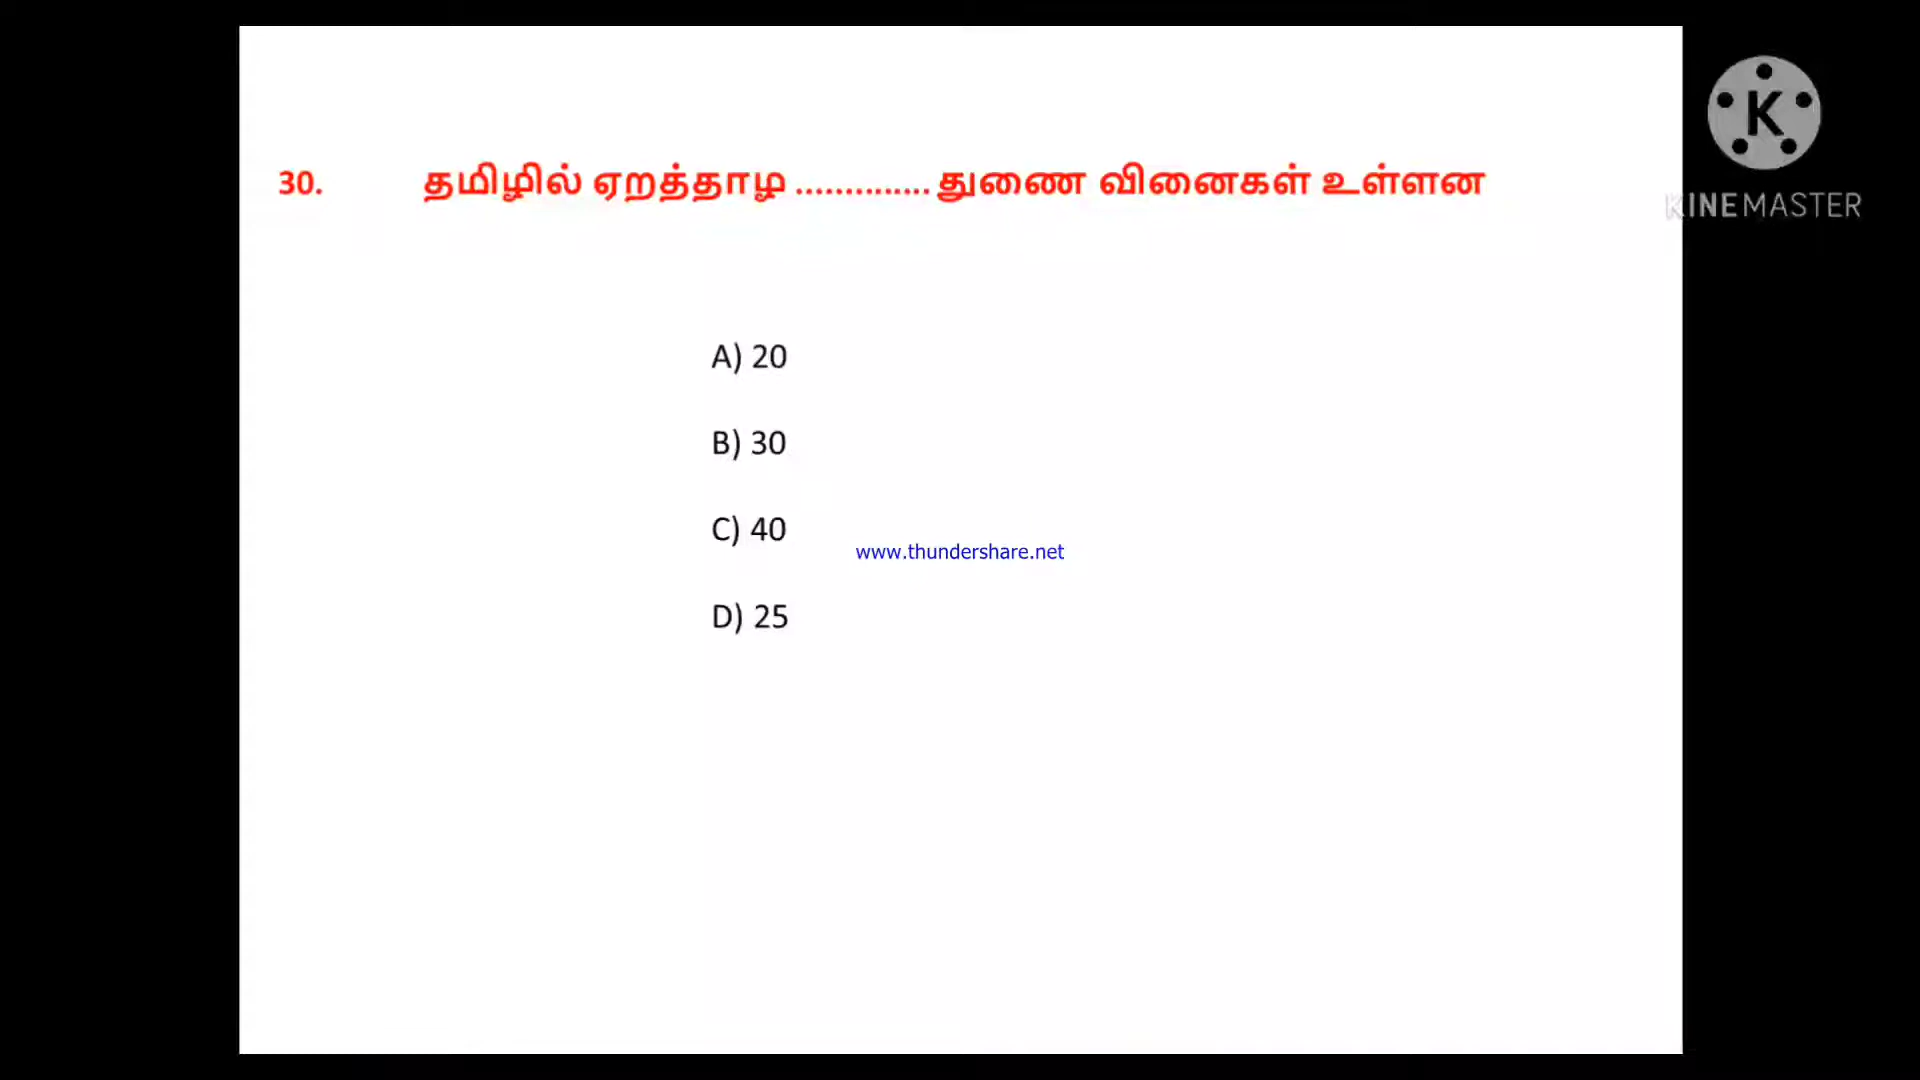 30. தமிழில் ஏறத்தாழ .............. துணை வினைகள் உள்ளன
A) 20
B) 30
C) 40
D) 25
www.thundershare.net
K
KINEMASTER